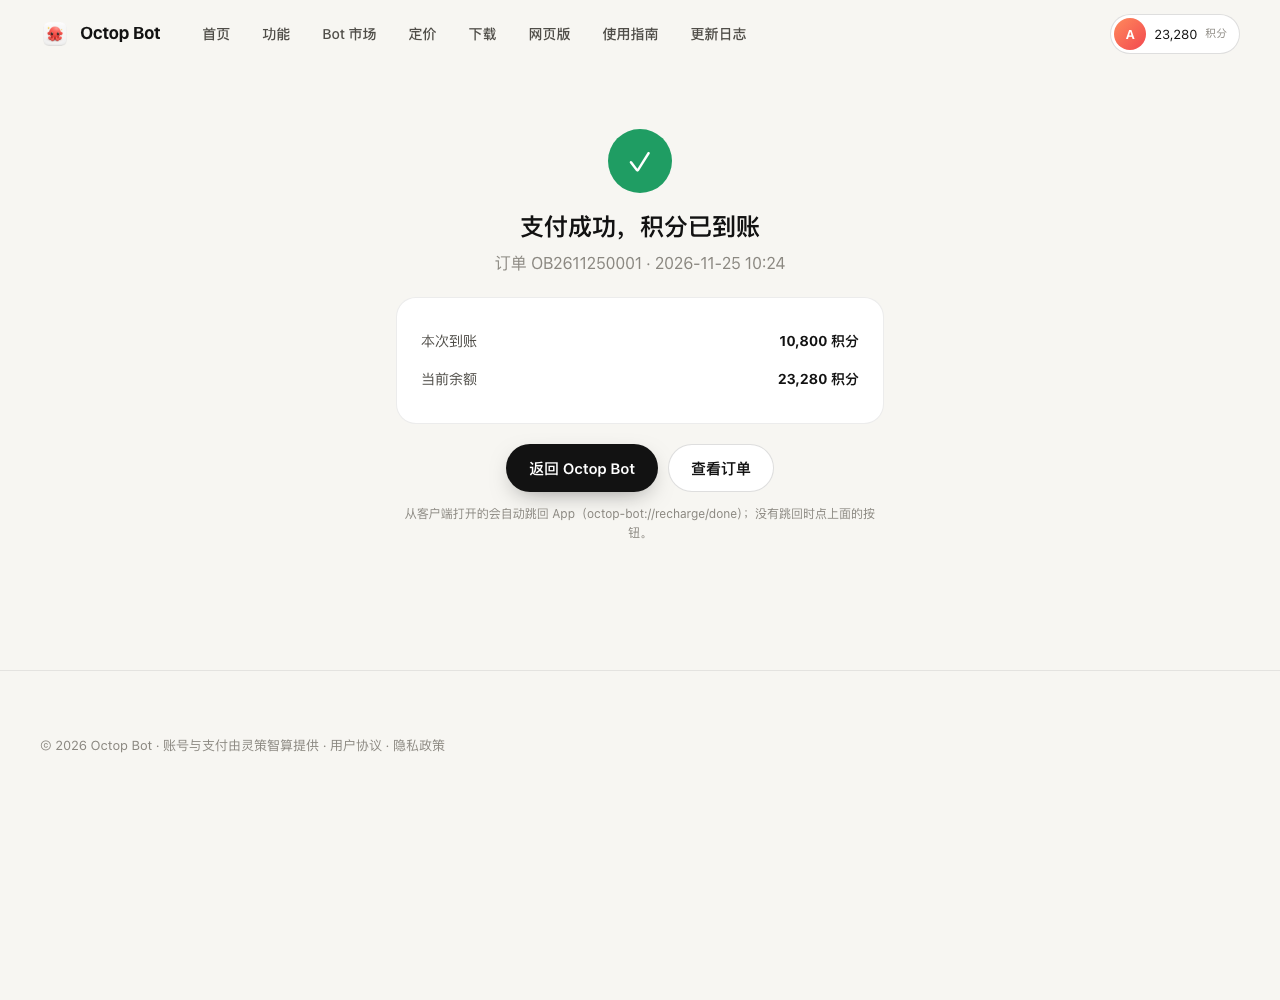 Octop Bot
首页
功能
Bot 市场
定价
下载
网页版
使用指南
更新日志
A
23,280 积分
支付成功，积分已到账
订单 OB2611250001 · 2026-11-25 10:24
本次到账
10,800 积分
当前余额
23,280 积分
返回 Octop Bot
查看订单
从客户端打开的会自动跳回 App（octop-bot://recharge/done）；没有跳回时点上面的按
钮。
© 2026 Octop Bot · 账号与支付由灵策智算提供 · 用户协议 · 隐私政策